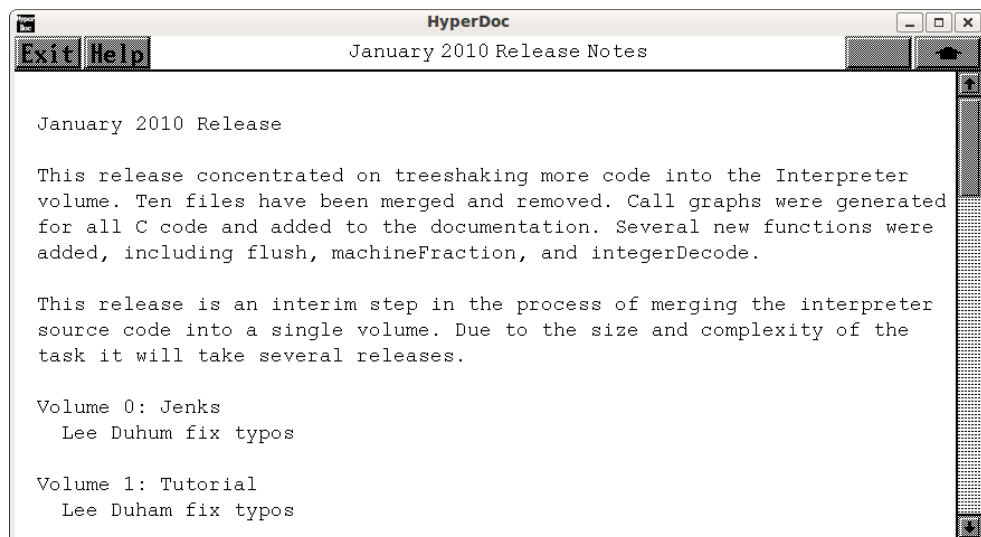 Hyper
Doc
HyperDoc
Exit Help
January 2010 Release Notes
January 2010 Release
This release concentrated on treeshaking more code into the Interpreter
volume. Ten files have been merged and removed. Call graphs were generated
for all C code and added to the documentation. Several new functions were
added, including flush, machineFraction, and integerDecode.
This release is an interim step in the process of merging the interpreter
source code into a single volume. Due to the size and complexity of the
task it will take several releases.
Volume 0: Jenks
Lee Duhum fix typos
Volume 1: Tutorial
Lee Duham fix typos